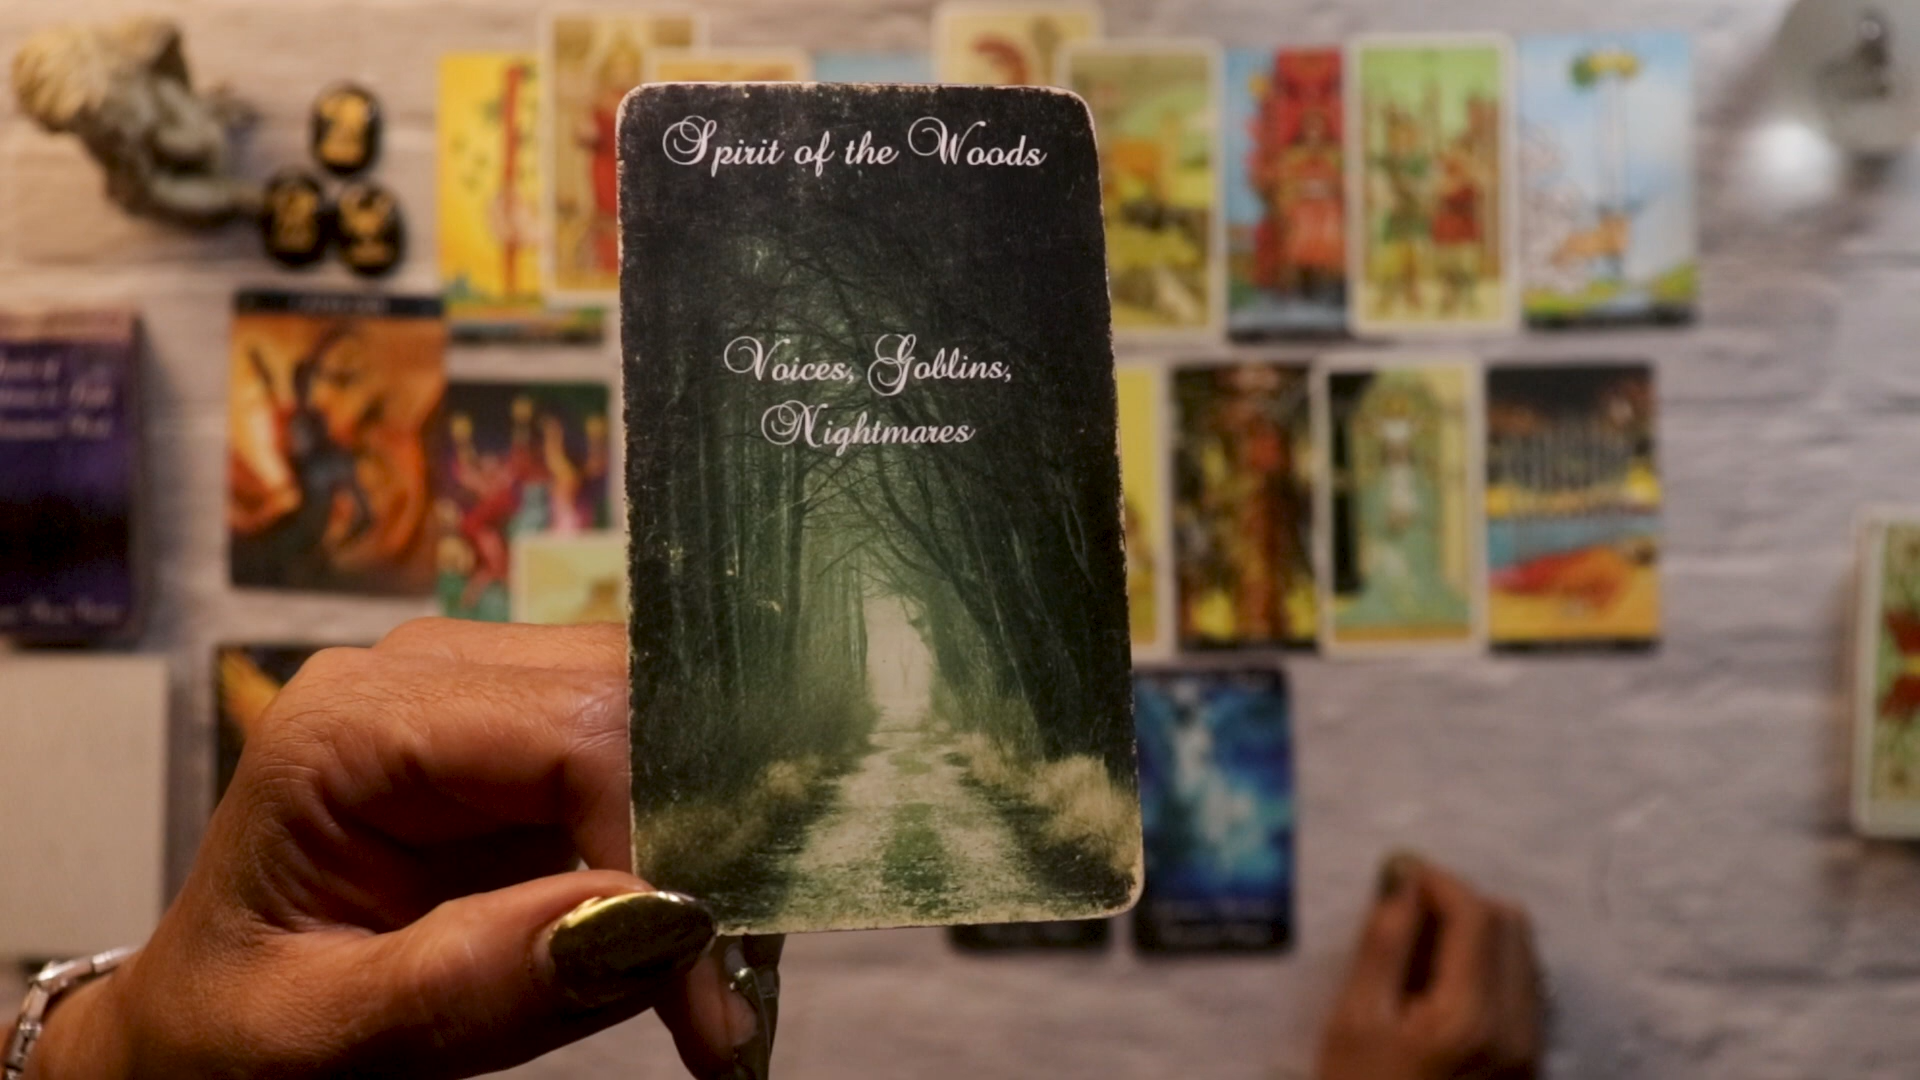 Spirit of the Woods
Voices, Goblins,
Nightmares